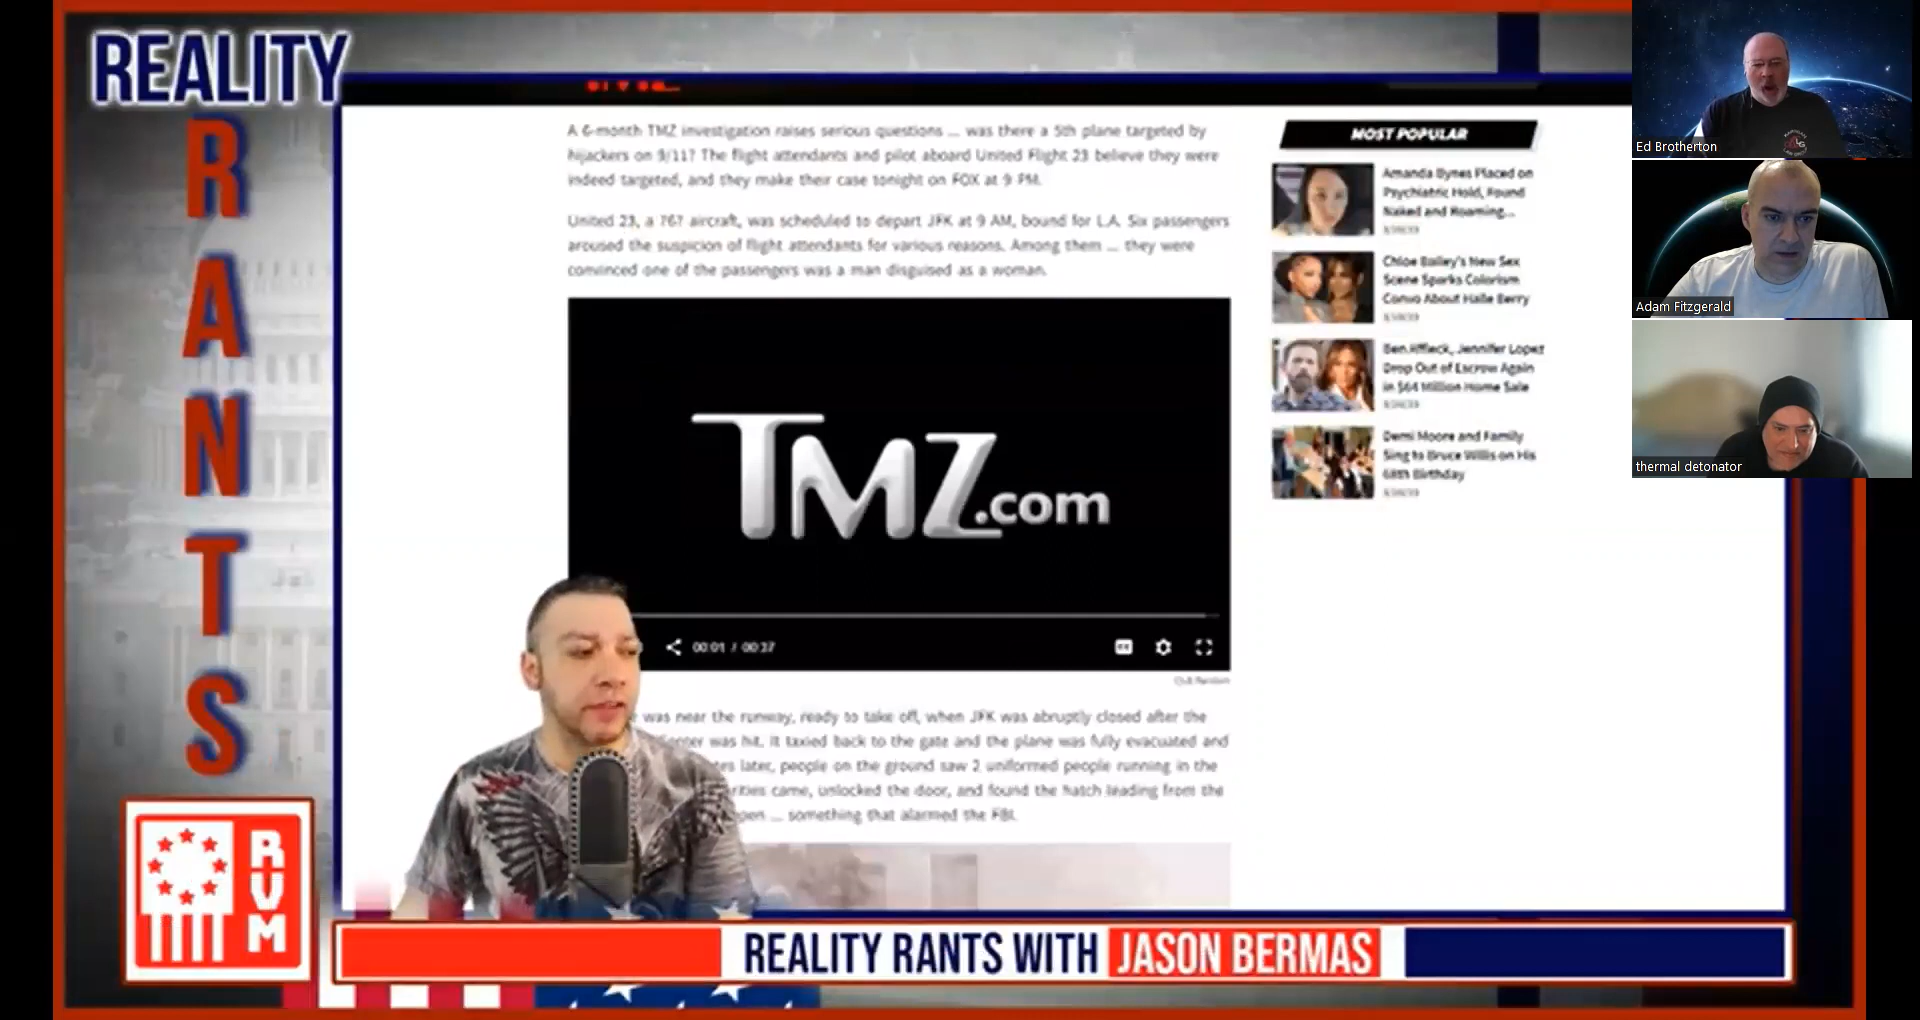 REALITY
RANTS
RVM
A 6-month TMZ investigation raises serious questions ... was there a 5th plane targeted by
hijackers on 9/11? The flight attendants and pilot aboard United Flight 23 believe they were
indeed targeted, and they make their case tonight on FOX at 9 PM.
United 23, a 767 aircraft, was scheduled to depart JFK at 9 AM, bound for L.A. Six passengers
aroused the suspicion of flight attendants for various reasons. Among them ... they were
convinced one of the passengers was a man disguised as a woman.
TMZ.com
00:01 / 00:37
was near the runway, ready to take off, when JFK was abruptly closed after the
was hit. It taxied back to the gate and the plane was fully evacuated and
later, people on the ground saw 2 uniformed people running in the
came, unlocked the door, and found the hatch leading from the
... something that alarmed the FBI.
MOST POPULAR
Amanda Bynes Placed on
Psychiatric Hold, Found
Naked and Roaming...
Chloe Bailey's New Sex
Scene Sparks Colorism
Convo About Halle Berry
Ben Affleck, Jennifer Lopez
Drop Out of Escrow Again
in $64 Million Home Sale
Demi Moore and Family
Sing to Bruce Willis on His
68th Birthday
REALITY RANTS WITH JASON BERMAS
Ed Brotherton
Adam Fitzgerald
thermal detonator